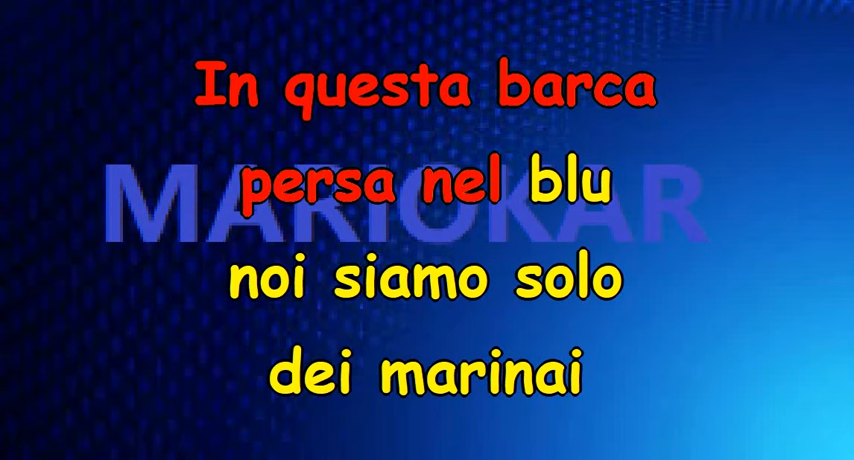 In questa barca
persa nel blu
MARIOKAR
noi siamo solo
dei marinai